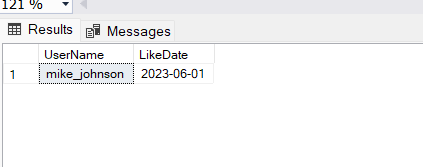 121 %
Results Messages
UserName LikeDate
1 mike_johnson 2023-06-01